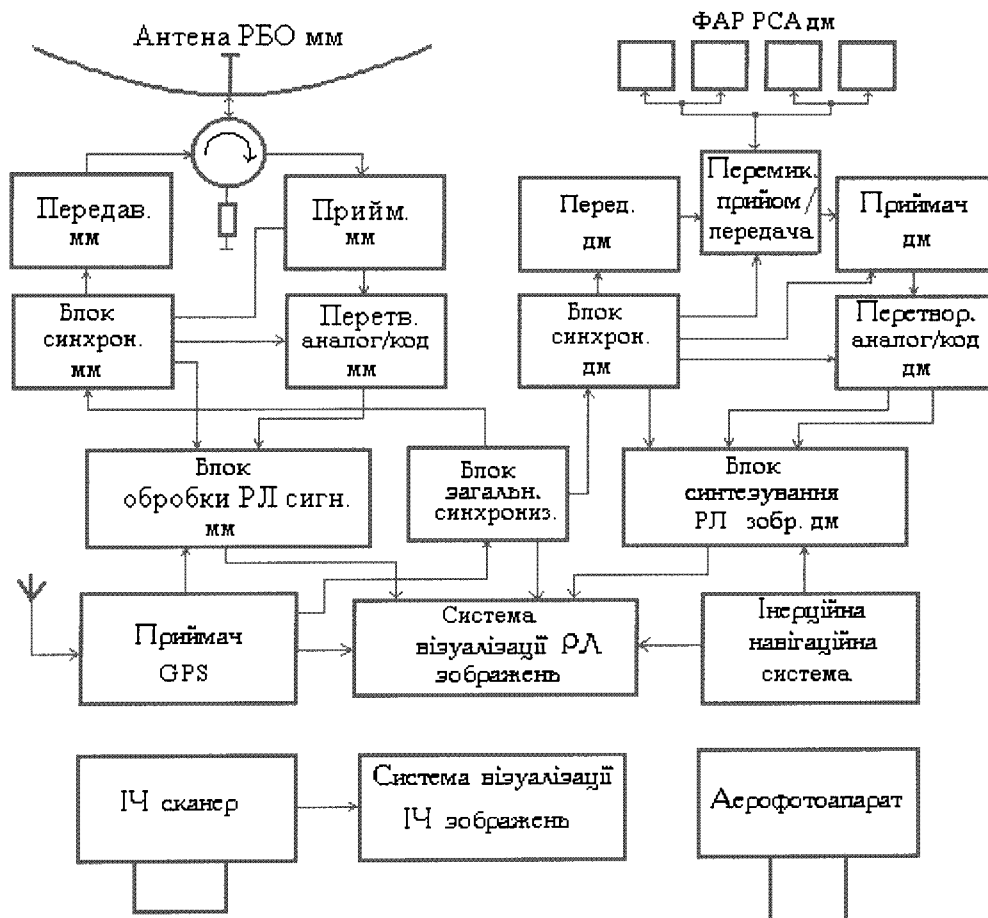 Антена РБО мм
ФАР РСА дм
Передав.
мм
Прийм.
мм
Перед.
дм
Перемик.
прийом /
передача
Приймач
дм
Блок
синхрон.
мм
Перетв.
аналог/код
мм
Блок
синхрон.
дм
Перетвор.
аналог/код
дм
Блок
обробки РЛ сигн.
мм
Блок
загальн.
синхрониз.
Блок
синтезування
РЛ зобр. дм
Приймач
GPS
Система
візуалізації РЛ
зображень
Інерційна
навігаційна
система
ІЧ сканер
Система візуалізації
ІЧ зображень
Аерофотоапарат